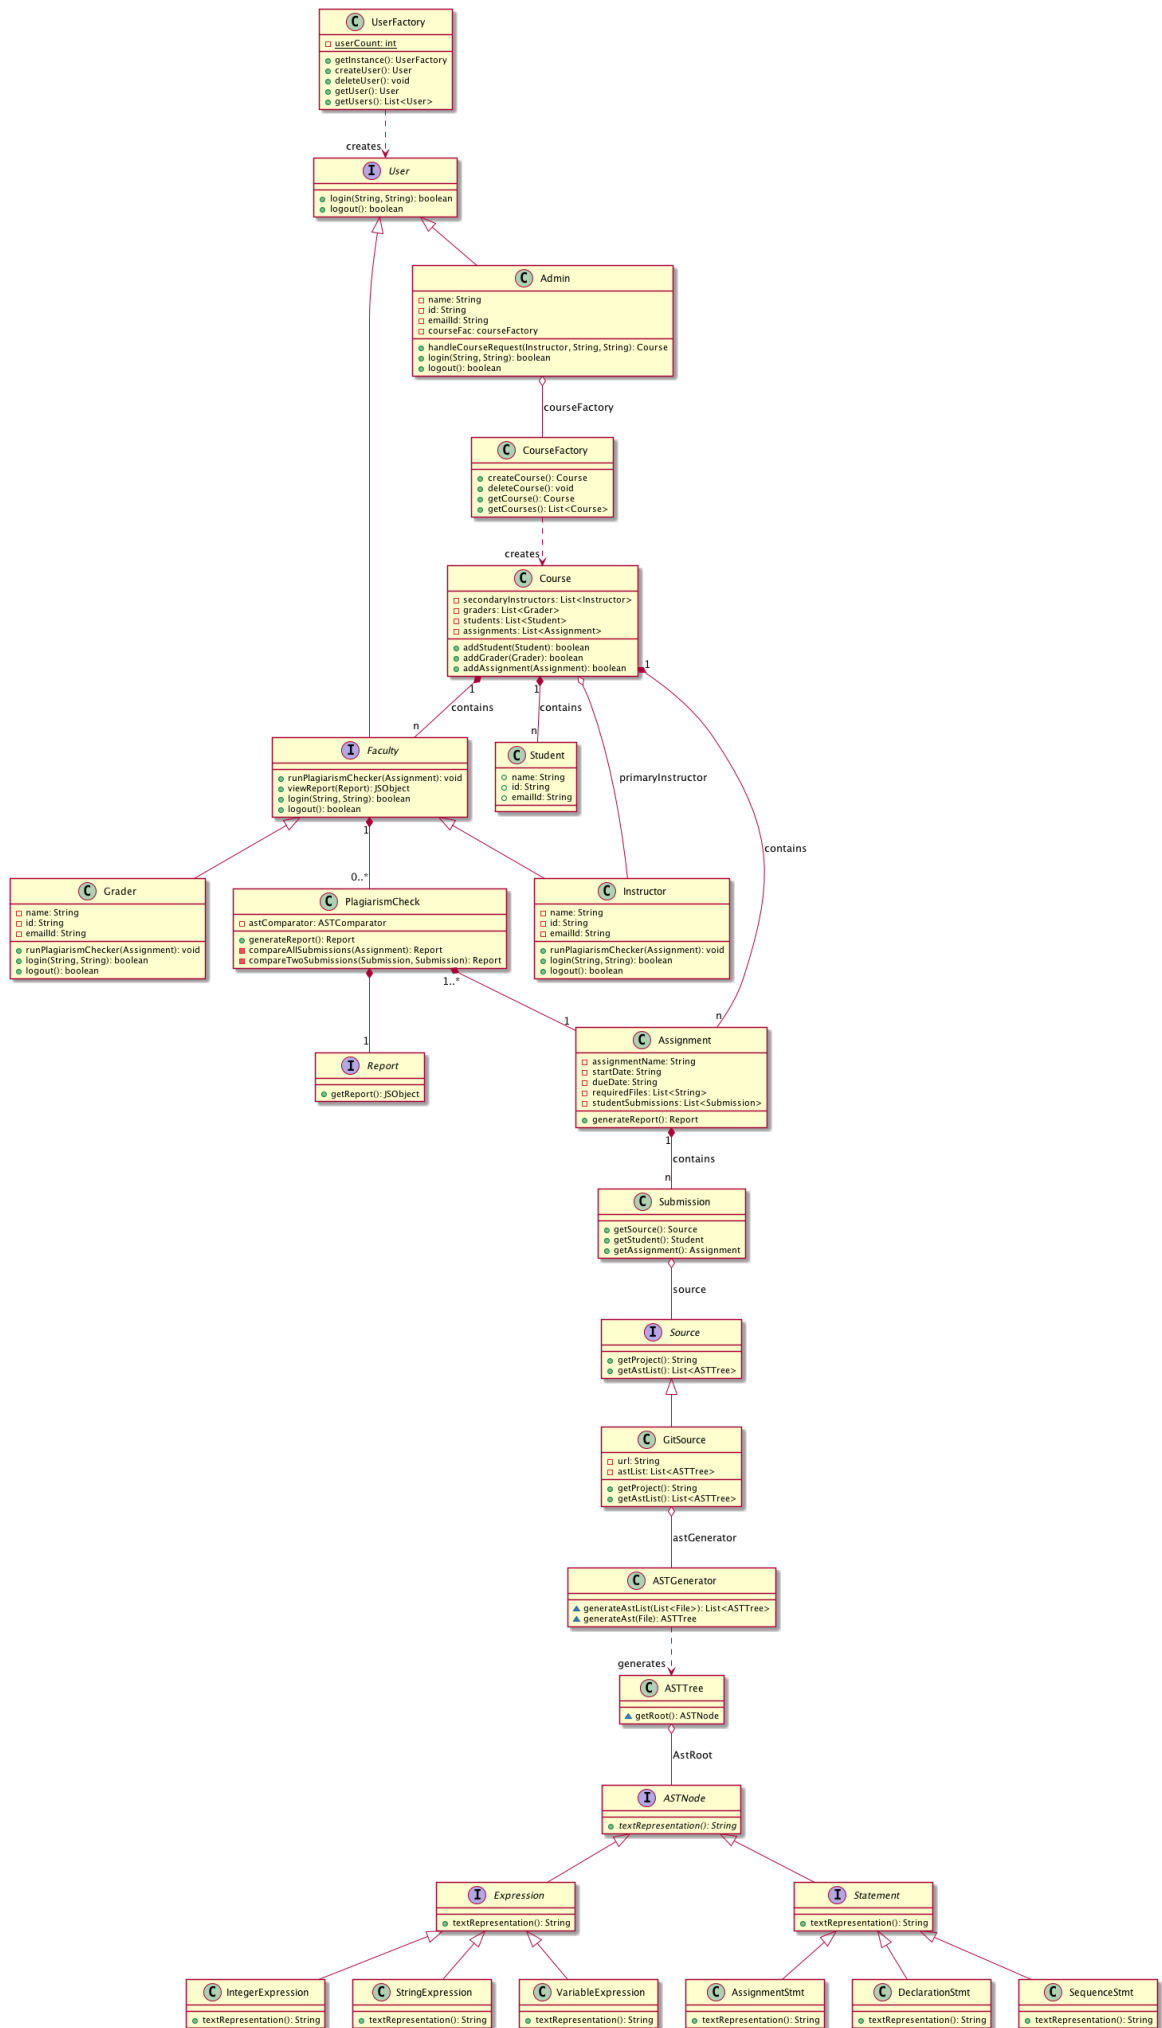 C UserFactory
userCount: int
getInstance(): UserFactory
createUser(): User
deleteUser(): void
getUser(): User
getUsers(): List<User>
creates
I User
login(String, String): boolean
logout(): boolean
C Admin
name: String
id: String
emailId: String
courseFac: courseFactory
handleCourseRequest(Instructor, String, String): Course
login(String, String): boolean
logout(): boolean
courseFactory
C CourseFactory
createCourse(): Course
deleteCourse(): void
getCourse(): Course
getCourses(): List<Course>
creates
C Course
secondaryInstructors: List<Instructor>
graders: List<Grader>
students: List<Student>
assignments: List<Assignment>
addStudent(Student): boolean
addGrader(Grader): boolean
addAssignment(Assignment): boolean
1
1
1
contains
contains
n
n
I Faculty
runPlagiarismChecker(Assignment): void
viewReport(Report): JSObject
login(String, String): boolean
logout(): boolean
C Student
name: String
id: String
emailId: String
primaryInstructor
contains
1
0..*
C Grader
name: String
id: String
emailId: String
runPlagiarismChecker(Assignment): void
login(String, String): boolean
logout(): boolean
C PlagiarismCheck
astComparator: ASTComparator
generateReport(): Report
compareAllSubmissions(Assignment): Report
compareTwoSubmissions(Submission, Submission): Report
C Instructor
name: String
id: String
emailId: String
runPlagiarismChecker(Assignment): void
login(String, String): boolean
logout(): boolean
1..*
n
1
1
I Report
getReport(): JSObject
C Assignment
assignmentName: String
startDate: String
dueDate: String
requiredFiles: List<String>
studentSubmissions: List<Submission>
generateReport(): Report
1
contains
n
C Submission
getSource(): Source
getStudent(): Student
getAssignment(): Assignment
source
I Source
getProject(): String
getAstList(): List<ASTTree>
C GitSource
url: String
astList: List<ASTTree>
getProject(): String
getAstList(): List<ASTTree>
astGenerator
C ASTGenerator
generateAstList(List<File>): List<ASTTree>
generateAst(File): ASTTree
generates
C ASTTree
getRoot(): ASTNode
AstRoot
I ASTNode
textRepresentation(): String
I Expression
textRepresentation(): String
I Statement
textRepresentation(): String
C IntegerExpression
textRepresentation(): String
C StringExpression
textRepresentation(): String
C VariableExpression
textRepresentation(): String
C AssignmentStmt
textRepresentation(): String
C DeclarationStmt
textRepresentation(): String
C SequenceStmt
textRepresentation(): String